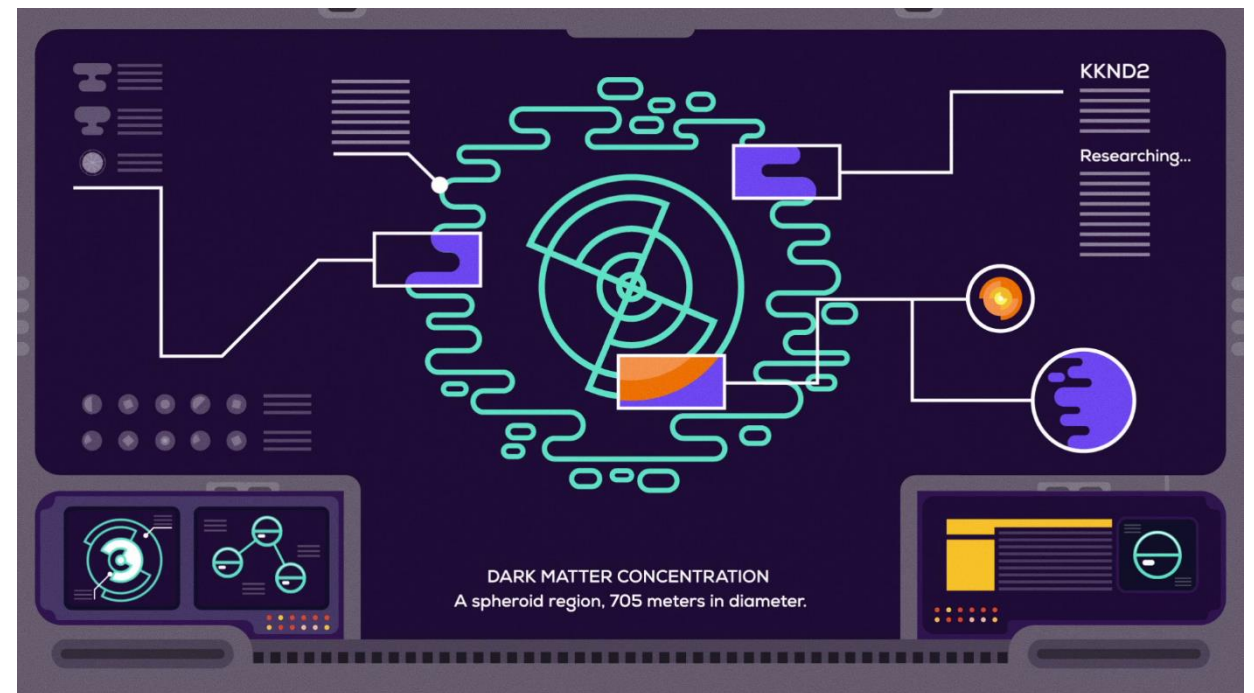 KKND2
Researching...
DARK MATTER CONCENTRATION
A spheroid region, 705 meters in diameter.